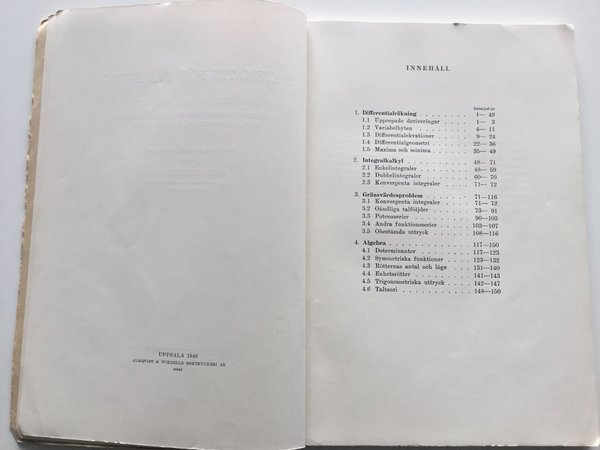 UPPSALA 1946
ALMQVIST & WIKSELLS BOKTRYCKERI AB
INNEHÅLL
Exempel nr
1. Differentialräkning . . . . . . . . . . 1— 49
1.1 Upprepade deriveringar . . . . . 1— 3
1.2 Variabelbyten . . . . . . . . . . 4— 11
1.3 Differentialekvationer . . . . . . 9— 24
1.4 Differentialgeometri . . . . . . . 22— 36
1.5 Maxima och minima . . . . . . . 35— 49
2. Integralkalkyl . . . . . . . . . . . . 48— 71
2.1 Enkelintegraler . . . . . . . . . 48— 59
2.2 Dubbelintegraler . . . . . . . . 60— 70
2.3 Konvergenta integraler . . . . . 71— 72
3. Gränsvärdesproblem . . . . . . . . . 71—116
3.1 Konvergenta integraler . . . . . 71— 72
3.2 Oändliga talföljder . . . . . . . 73— 91
3.3 Potensserier . . . . . . . . . . 90—103
3.4 Andra funktionsserier . . . . . . 103—107
3.5 Obestämda uttryck . . . . . . . 108—116
4. Algebra . . . . . . . . . . . . . . . 117—150
4.1 Determinanter . . . . . . . . . . 117—123
4.2 Symmetriska funktioner . . . . . 123—132
4.3 Rötternas antal och läge . . . . . 131—140
4.4 Enhetsrötter . . . . . . . . . . 141—143
4.5 Trigonometriska uttryck . . . . . 142—147
4.6 Talteori . . . . . . . . . . . . . 148—150